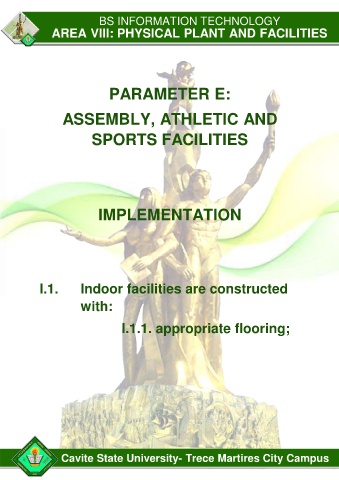 BS INFORMATION TECHNOLOGY
AREA VIII: PHYSICAL PLANT AND FACILITIES
PARAMETER E:
ASSEMBLY, ATHLETIC AND
SPORTS FACILITIES
IMPLEMENTATION
I.1. Indoor facilities are constructed
with:
I.1.1. appropriate flooring;
Cavite State University- Trece Martires City Campus